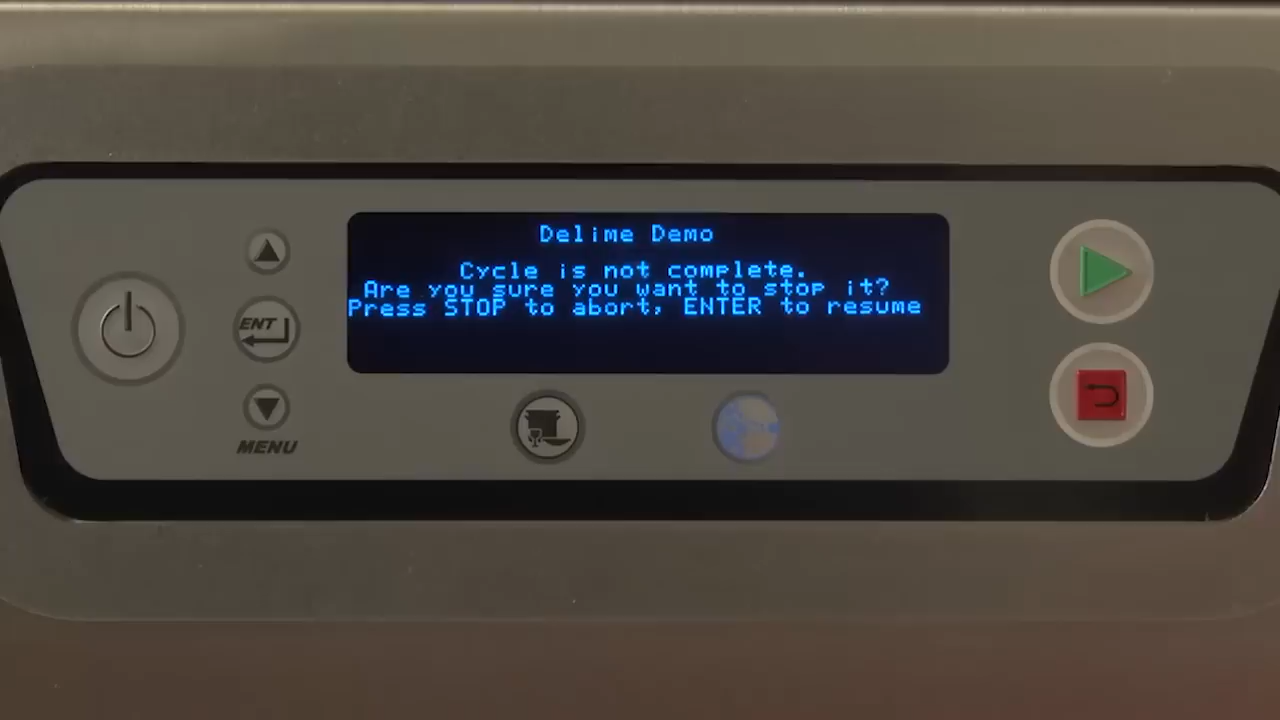 Delime Demo
Cycle is not complete.
Are you sure you want to stop it?
Press STOP to abort, ENTER to resume
ENT
MENU